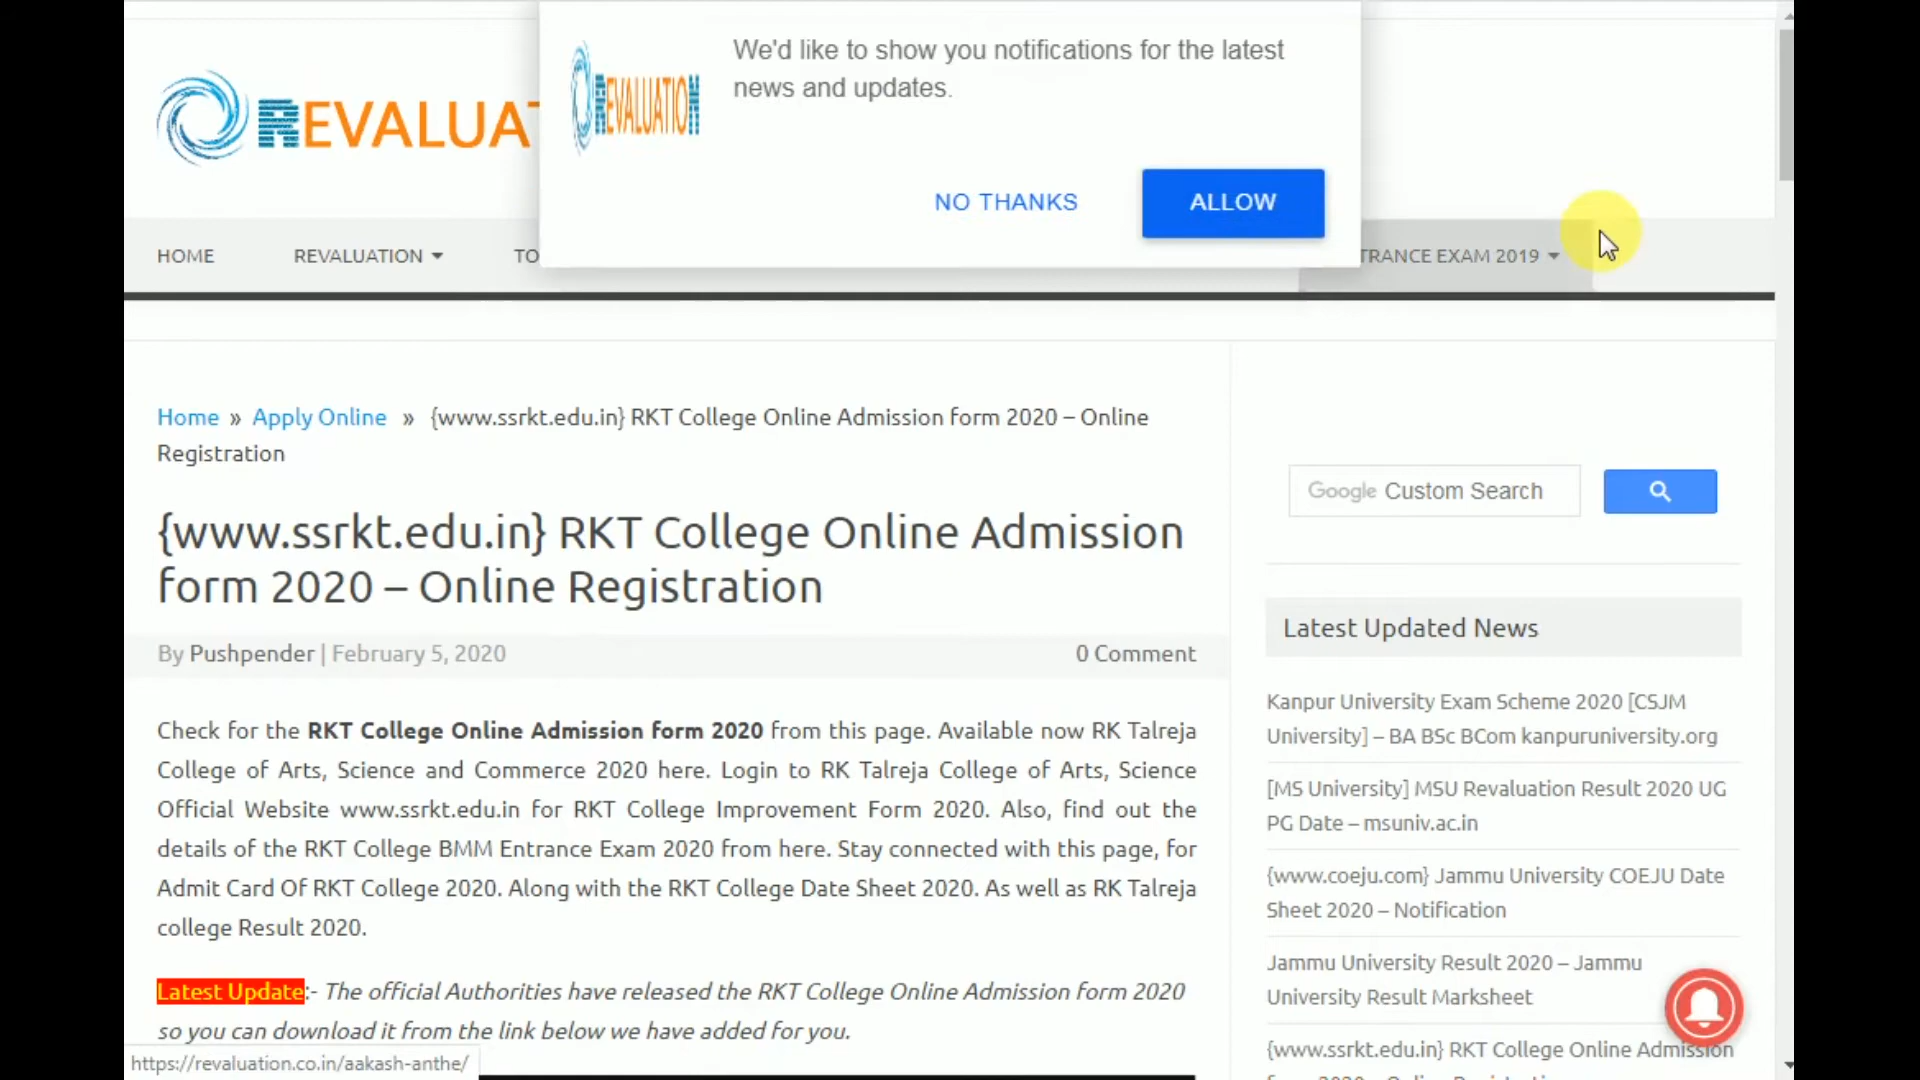 We'd like to show you notifications for the latest
news and updates.
REVALUATION
REVALUAT
NO THANKS
ALLOW
HOME
REVALUATION
TO
TRANCE EXAM 2019
Home » Apply Online » {www.ssrkt.edu.in} RKT College Online Admission form 2020 – Online
Registration
{www.ssrkt.edu.in} RKT College Online Admission
form 2020 – Online Registration
By Pushpender | February 5, 2020
0 Comment
Check for the RKT College Online Admission form 2020 from this page. Available now RK Talreja
College of Arts, Science and Commerce 2020 here. Login to RK Talreja College of Arts, Science
Official Website www.ssrkt.edu.in for RKT College Improvement Form 2020. Also, find out the
details of the RKT College BMM Entrance Exam 2020 from here. Stay connected with this page, for
Admit Card Of RKT College 2020. Along with the RKT College Date Sheet 2020. As well as RK Talreja
college Result 2020.
Latest Update:- The official Authorities have released the RKT College Online Admission form 2020
so you can download it from the link below we have added for you.
https://revaluation.co.in/aakash-anthe/
Google Custom Search
Latest Updated News
Kanpur University Exam Scheme 2020 [CSJM
University] – BA BSc BCom kanpuruniversity.org
[MS University] MSU Revaluation Result 2020 UG
PG Date – msuniv.ac.in
{www.coeju.com} Jammu University COEJU Date
Sheet 2020 – Notification
Jammu University Result 2020 – Jammu
University Result Marksheet
{www.ssrkt.edu.in} RKT College Online Admission